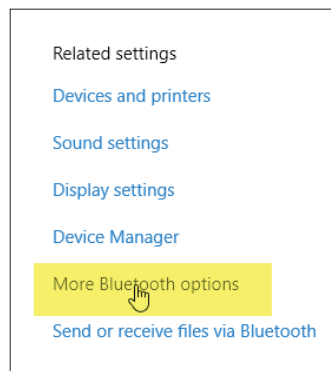 Related settings
Devices and printers
Sound settings
Display settings
Device Manager
More Bluetooth options
Send or receive files via Bluetooth